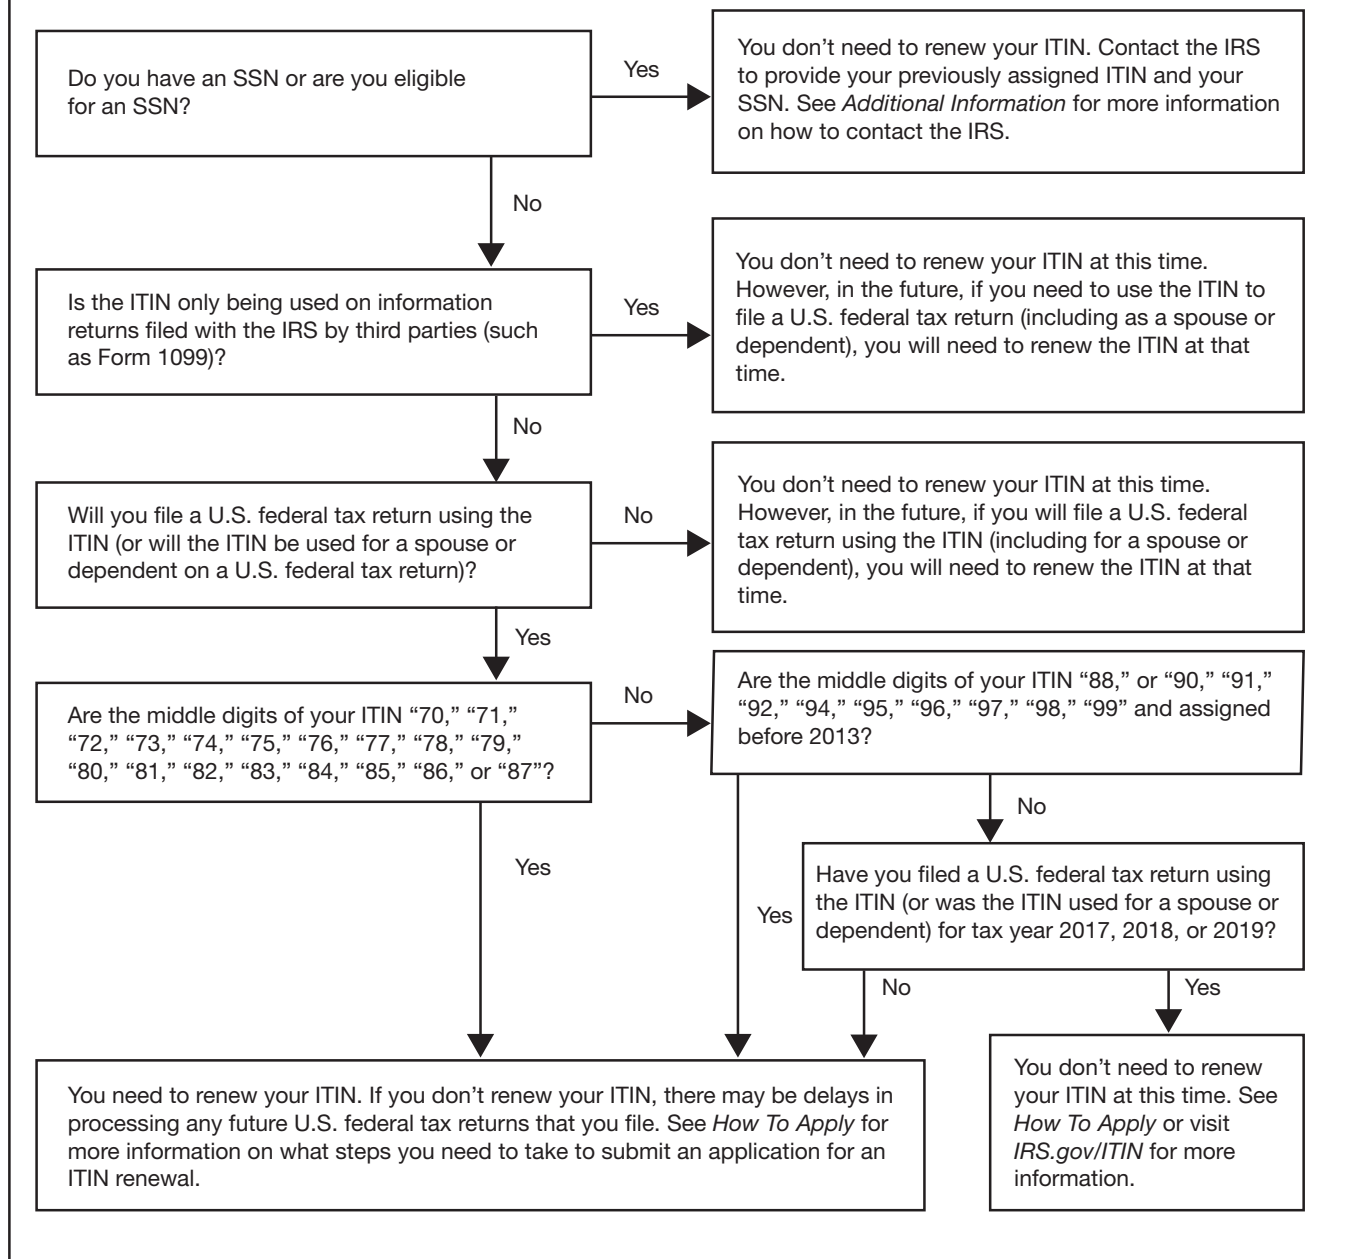 Do you have an SSN or are you eligible
for an SSN?
Yes
You don’t need to renew your ITIN. Contact the IRS
to provide your previously assigned ITIN and your
SSN. See Additional Information for more information
on how to contact the IRS.
No
Is the ITIN only being used on information
returns filed with the IRS by third parties (such
as Form 1099)?
Yes
You don’t need to renew your ITIN at this time.
However, in the future, if you need to use the ITIN to
file a U.S. federal tax return (including as a spouse or
dependent), you will need to renew the ITIN at that
time.
No
Will you file a U.S. federal tax return using the
ITIN (or will the ITIN be used for a spouse or
dependent on a U.S. federal tax return)?
No
You don’t need to renew your ITIN at this time.
However, in the future, if you will file a U.S. federal
tax return using the ITIN (including for a spouse or
dependent), you will need to renew the ITIN at that
time.
Yes
Are the middle digits of your ITIN “70,” “71,”
“72,” “73,” “74,” “75,” “76,” “77,” “78,” “79,”
“80,” “81,” “82,” “83,” “84,” “85,” “86,” or “87”?
No
Are the middle digits of your ITIN “88,” or “90,” “91,”
“92,” “94,” “95,” “96,” “97,” “98,” “99” and assigned
before 2013?
No
Yes
Have you filed a U.S. federal tax return using
the ITIN (or was the ITIN used for a spouse or
dependent) for tax year 2017, 2018, or 2019?
Yes
No
Yes
You need to renew your ITIN. If you don’t renew your ITIN, there may be delays in
processing any future U.S. federal tax returns that you file. See How To Apply for
more information on what steps you need to take to submit an application for an
ITIN renewal.
You don’t need to renew
your ITIN at this time. See
How To Apply or visit
IRS.gov/ITIN for more
information.